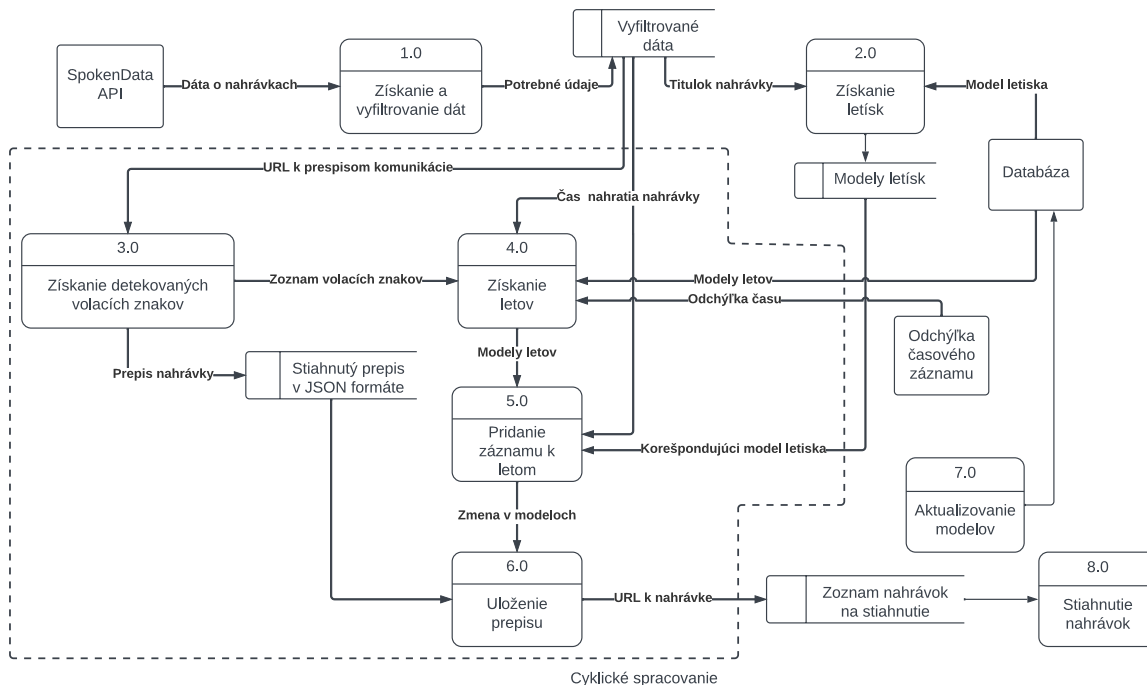 Vyfiltrované
dáta
1.0
Získanie a
vyfiltrovanie dát
2.0
Získanie
letísk
SpokenData
API
Dáta o nahrávkach
Potrebné údaje
Titulok nahrávky
Model letiska
URL k prespisom komunikácie
Modely letísk
Databáza
Čas  nahratia nahrávky
3.0
Získanie detekovaných
volacích znakov
Zoznam volacích znakov
4.0
Získanie
letov
Modely letov
Odchýľka času
Odchýľka
časového
záznamu
Prepis nahrávky
Stiahnutý prepis
v JSON formáte
Modely letov
5.0
Pridanie
záznamu k
letom
Korešpondujúci model letiska
7.0
Aktualizovanie
modelov
Zmena v modeloch
6.0
Uloženie
prepisu
URL k nahrávke
Zoznam nahrávok
na stiahnutie
8.0
Stiahnutie
nahrávok
Cyklické spracovanie